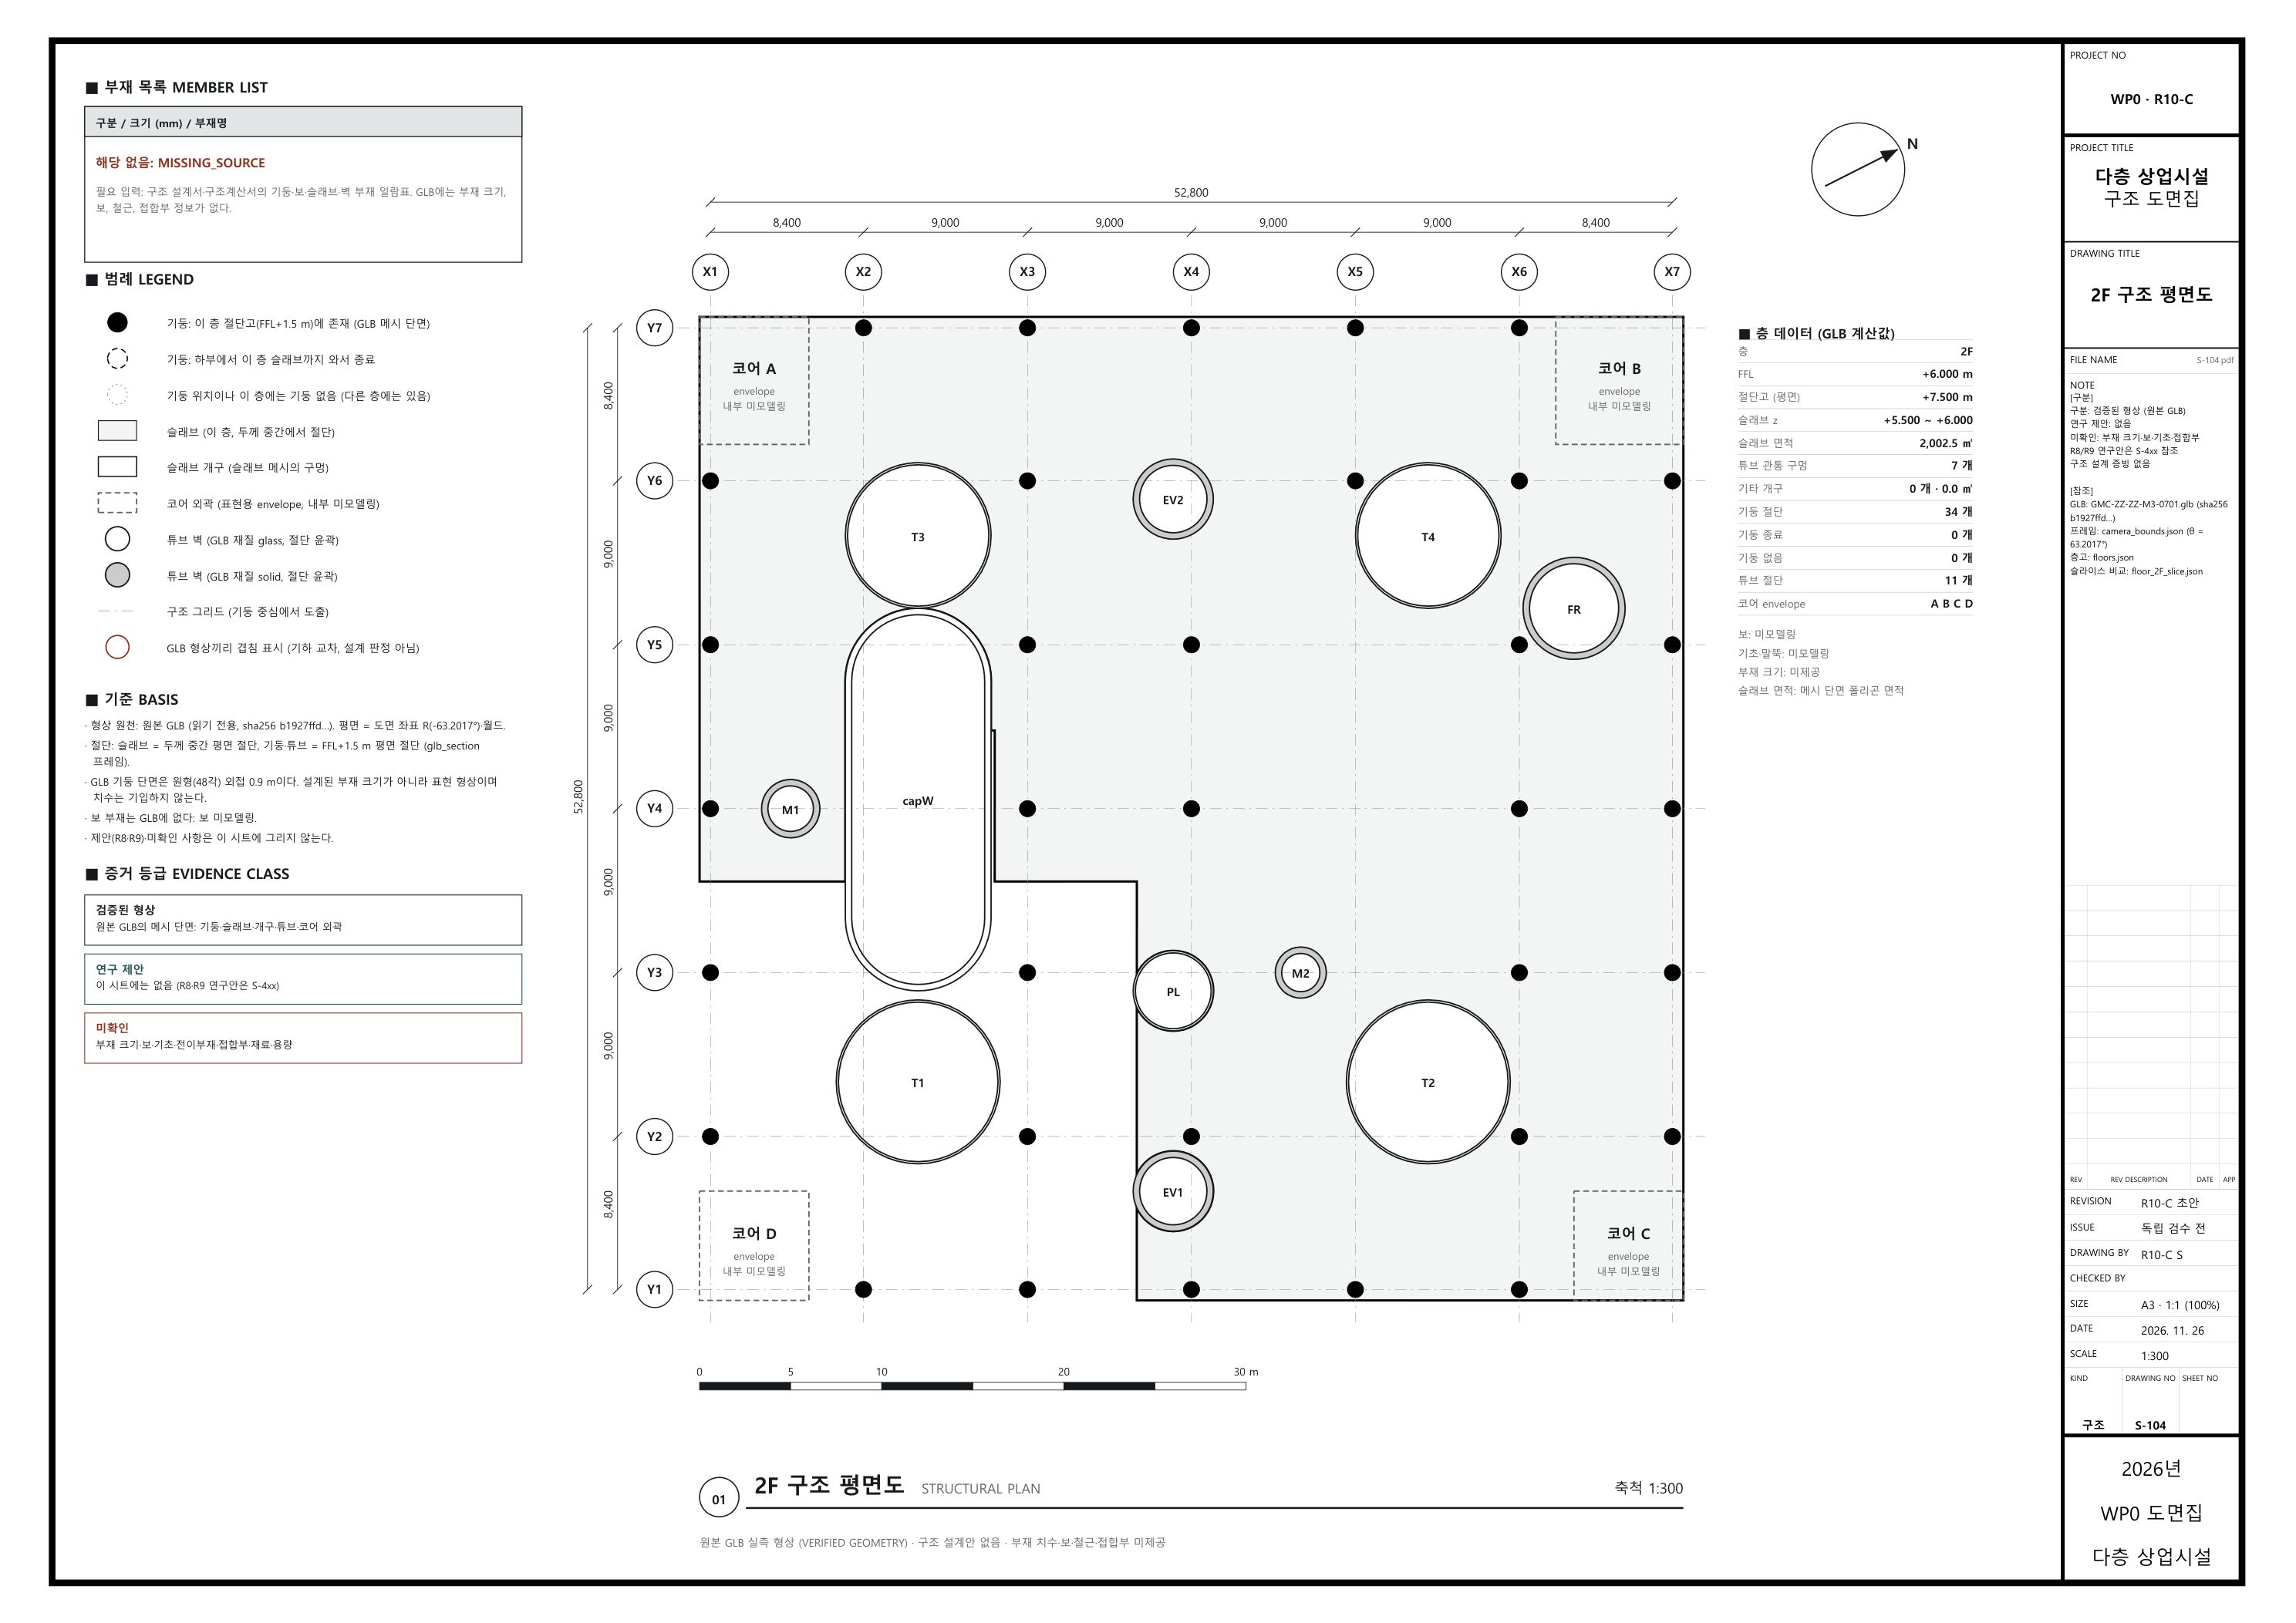 ■ 부재 목록 MEMBER LIST
구분 / 크기 (mm) / 부재명
해당 없음: MISSING_SOURCE
필요 입력: 구조 설계서·구조계산서의 기둥·보·슬래브·벽 부재 일람표. GLB에는 부재 크기,
보, 철근, 접합부 정보가 없다.
■ 범례 LEGEND
기둥: 이 층 절단고(FFL+1.5 m)에 존재 (GLB 메시 단면)
기둥: 하부에서 이 층 슬래브까지 와서 종료
기둥 위치이나 이 층에는 기둥 없음 (다른 층에는 있음)
슬래브 (이 층, 두께 중간에서 절단)
슬래브 개구 (슬래브 메시의 구멍)
코어 외곽 (표현용 envelope, 내부 미모델링)
튜브 벽 (GLB 재질 glass, 절단 윤곽)
튜브 벽 (GLB 재질 solid, 절단 윤곽)
구조 그리드 (기둥 중심에서 도출)
GLB 형상끼리 겹침 표시 (기하 교차, 설계 판정 아님)
■ 기준 BASIS
· 형상 원천: 원본 GLB (읽기 전용, sha256 b1927ffd…). 평면 = 도면 좌표 R(-63.2017°)·월드.
· 절단: 슬래브 = 두께 중간 평면 절단, 기둥·튜브 = FFL+1.5 m 평면 절단 (glb_section
프레임).
· GLB 기둥 단면은 원형(48각) 외접 0.9 m이다. 설계된 부재 크기가 아니라 표현 형상이며
치수는 기입하지 않는다.
· 보 부재는 GLB에 없다: 보 미모델링.
· 제안(R8·R9)·미확인 사항은 이 시트에 그리지 않는다.
■ 증거 등급 EVIDENCE CLASS
검증된 형상
원본 GLB의 메시 단면: 기둥·슬래브·개구·튜브·코어 외곽
연구 제안
이 시트에는 없음 (R8·R9 연구안은 S-4xx)
미확인
부재 크기·보·기초·전이부재·접합부·재료·용량
52,800
8,400
9,000
9,000
9,000
9,000
8,400
X1
X2
X3
X4
X5
X6
X7
N
Y7
Y6
Y5
Y4
Y3
Y2
Y1
8,400
9,000
9,000
9,000
9,000
8,400
52,800
코어 A
envelope
내부 미모델링
코어 B
envelope
내부 미모델링
T3
EV2
T4
FR
M1
capW
PL
M2
T1
T2
EV1
코어 D
envelope
내부 미모델링
코어 C
envelope
내부 미모델링
0
5
10
20
30 m
01
2F 구조 평면도 STRUCTURAL PLAN
축척 1:300
원본 GLB 실측 형상 (VERIFIED GEOMETRY) · 구조 설계안 없음 · 부재 치수·보·철근·접합부 미제공
■ 층 데이터 (GLB 계산값)
층 2F
FFL +6.000 m
절단고 (평면) +7.500 m
슬래브 z +5.500 ~ +6.000
슬래브 면적 2,002.5 ㎡
튜브 관통 구멍 7 개
기타 개구 0 개 · 0.0 ㎡
기둥 절단 34 개
기둥 종료 0 개
기둥 없음 0 개
튜브 절단 11 개
코어 envelope A B C D
보: 미모델링
기초·말뚝: 미모델링
부재 크기: 미제공
슬래브 면적: 메시 단면 폴리곤 면적
PROJECT NO
WP0 · R10-C
PROJECT TITLE
다층 상업시설
구조 도면집
DRAWING TITLE
2F 구조 평면도
FILE NAME S-104.pdf
NOTE
[구분]
구분: 검증된 형상 (원본 GLB)
연구 제안: 없음
미확인: 부재 크기·보·기초·접합부
R8/R9 연구안은 S-4xx 참조
구조 설계 증빙 없음
[참조]
GLB: GMC-ZZ-ZZ-M3-0701.glb (sha256
b1927ffd…)
프레임: camera_bounds.json (θ =
63.2017°)
층고: floors.json
슬라이스 비교: floor_2F_slice.json
REV REV DESCRIPTION DATE APP
REVISION R10-C 초안
ISSUE 독립 검수 전
DRAWING BY R10-C S
CHECKED BY
SIZE A3 · 1:1 (100%)
DATE 2026. 11. 26
SCALE 1:300
KIND DRAWING NO SHEET NO
구조 S-104
2026년
WP0 도면집
다층 상업시설